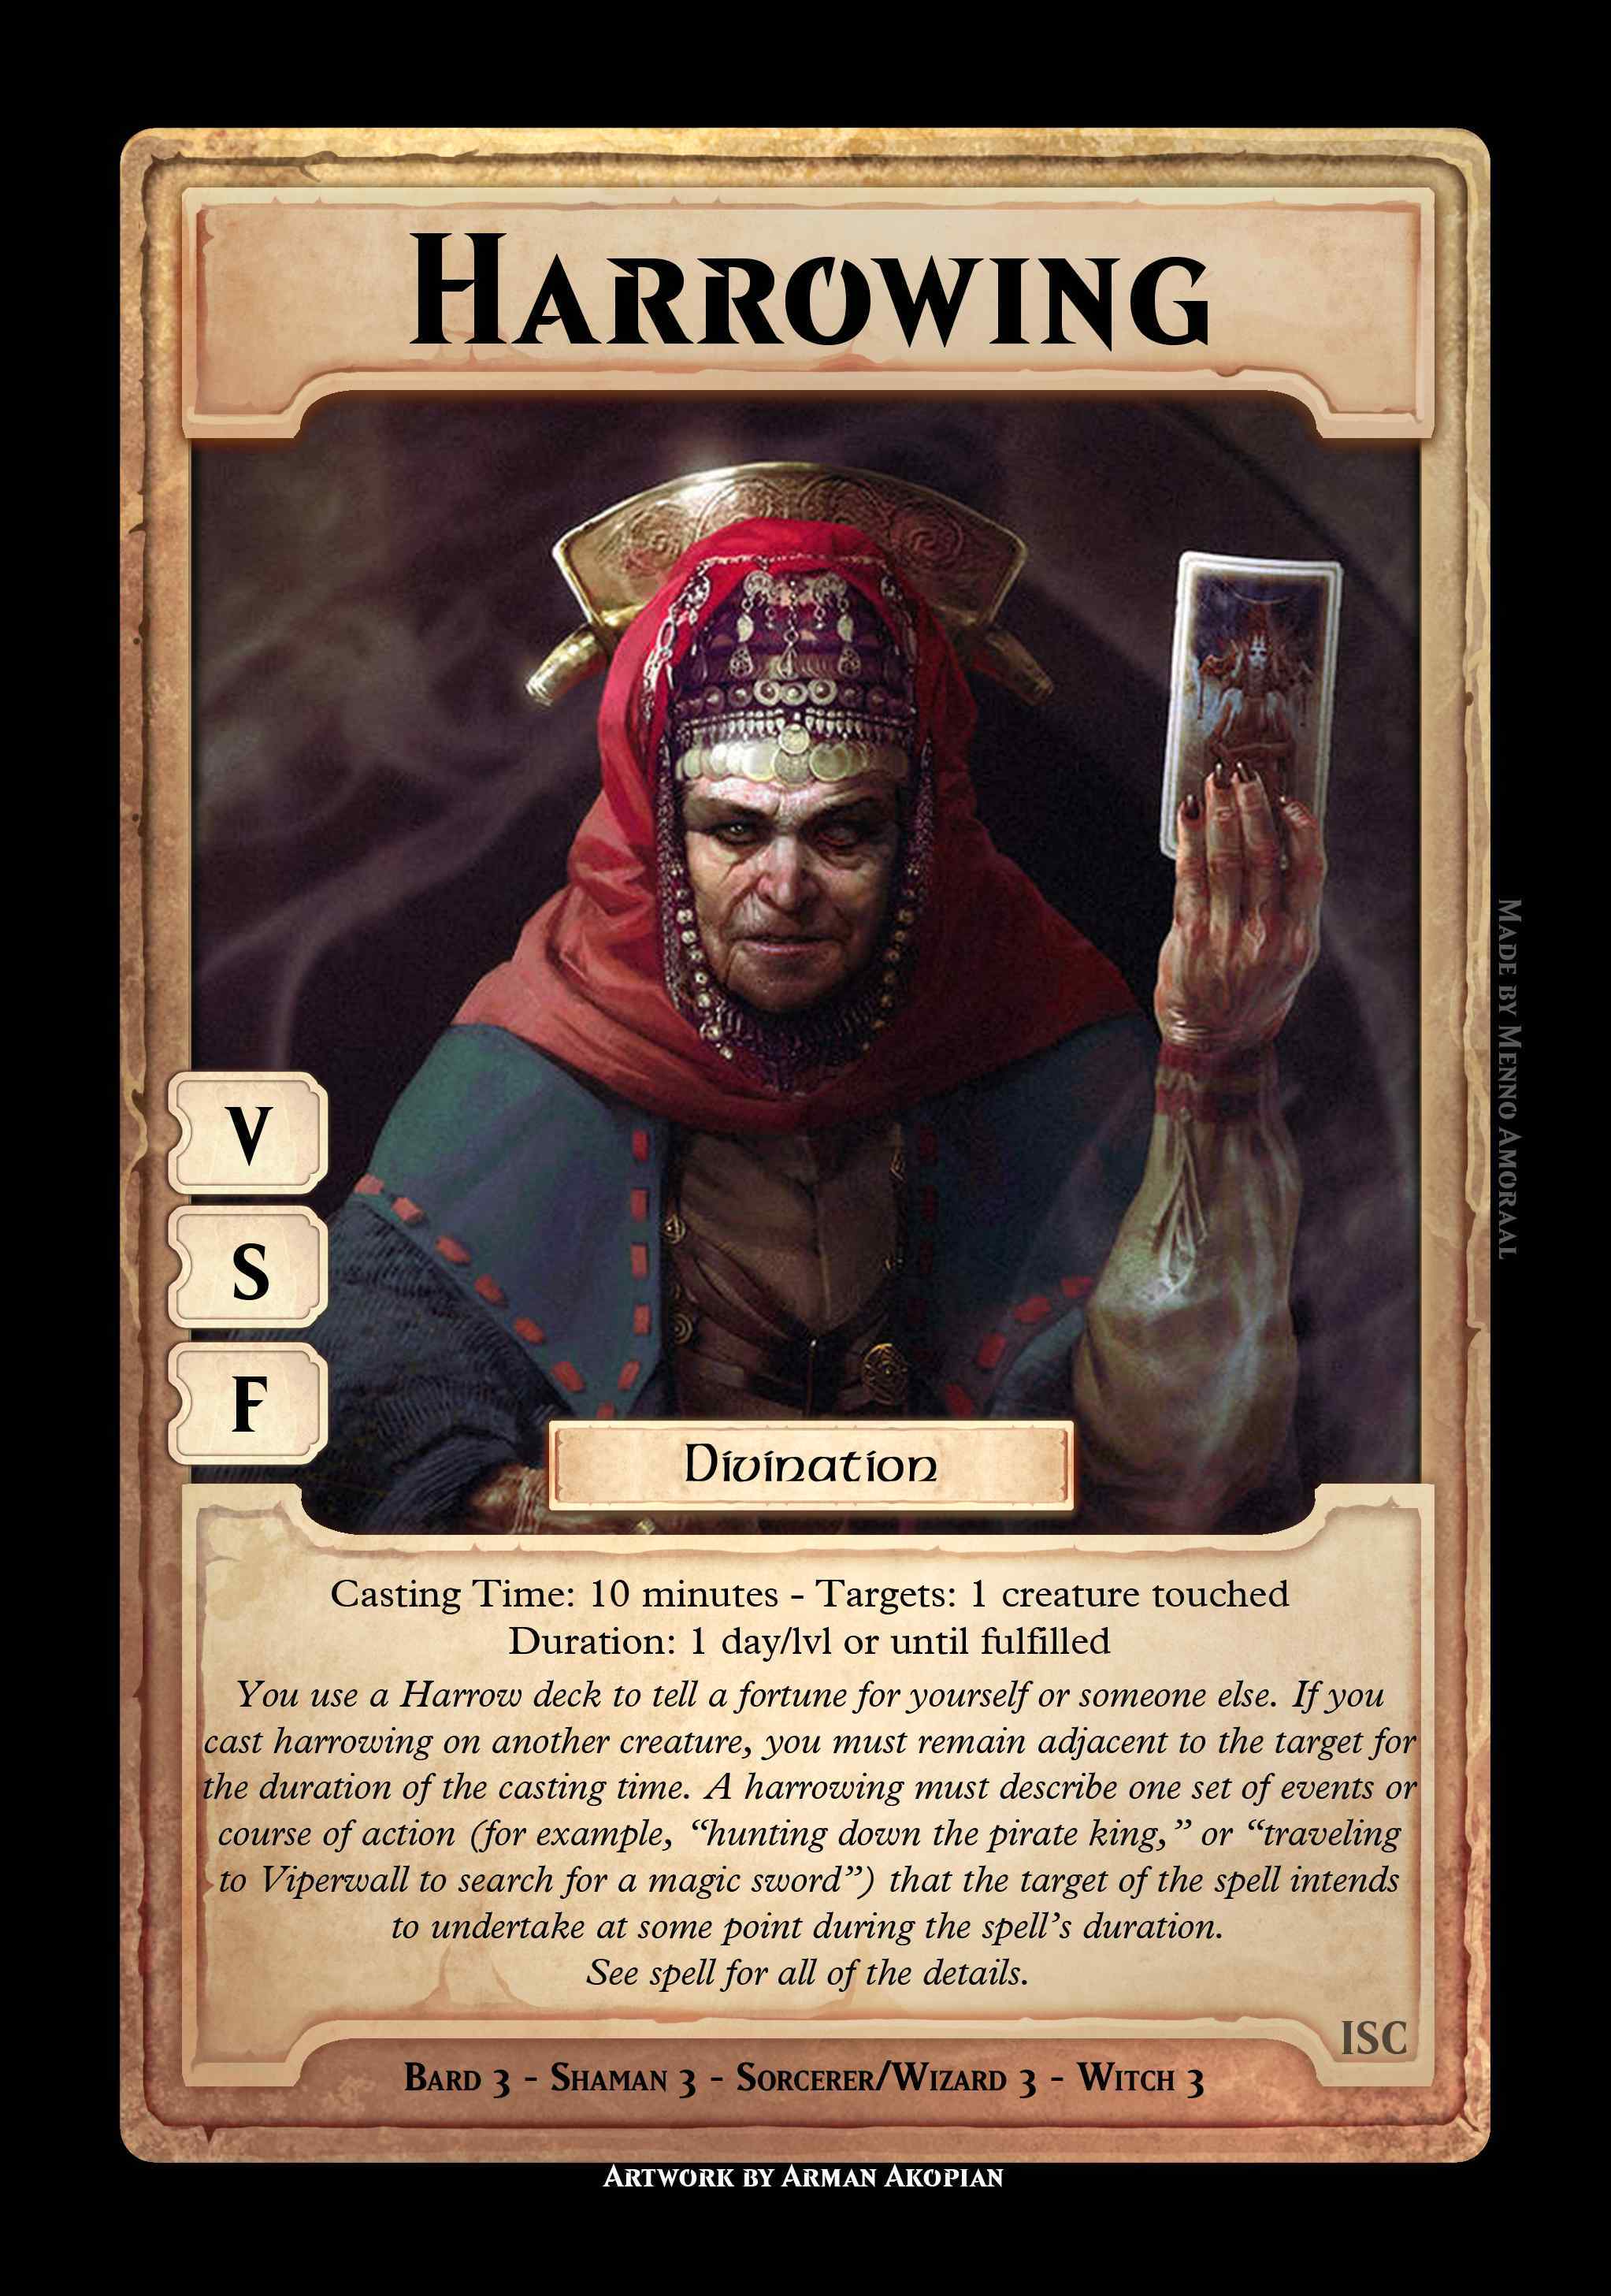 Harrowing
V
S
F
Divination
Casting Time: 10 minutes - Targets: 1 creature touched
Duration: 1 day/lvl or until fulfilled
You use a Harrow deck to tell a fortune for yourself or someone else. If you
cast harrowing on another creature, you must remain adjacent to the target for
the duration of the casting time. A harrowing must describe one set of events or
course of action (for example, “hunting down the pirate king,” or “traveling
to Viperwall to search for a magic sword”) that the target of the spell intends
to undertake at some point during the spell’s duration.
See spell for all of the details.
ISC
Bard 3 - Shaman 3 - Sorcerer/Wizard 3 - Witch 3
Artwork by Arman Akopian
Made by Menno Amoraal